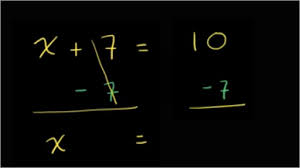 x + 7 = 10
- 7 -7
x =